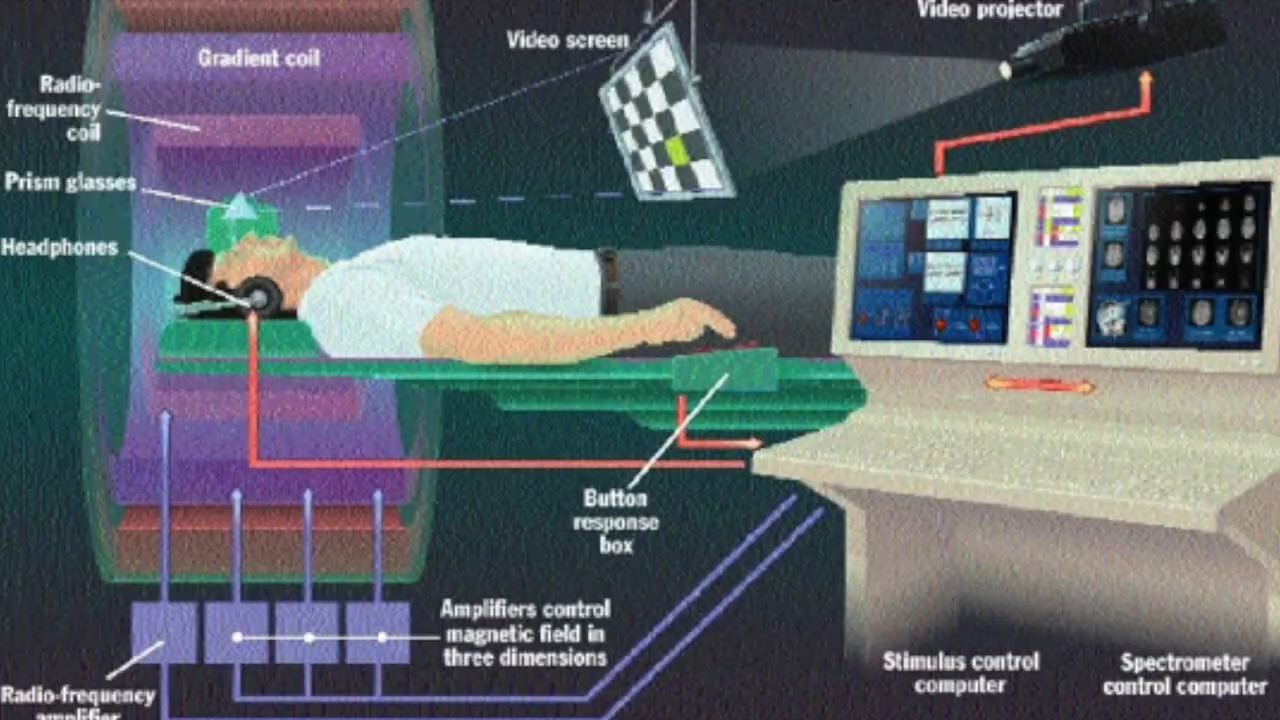 Video projector
Video screen
Gradient coil
Radio-
frequency
coil
Prism glasses
Headphones
Button
response
box
Amplifiers control
magnetic field in
three dimensions
Stimulus control
computer
Spectrometer
control computer
Radio-frequency
amplifier